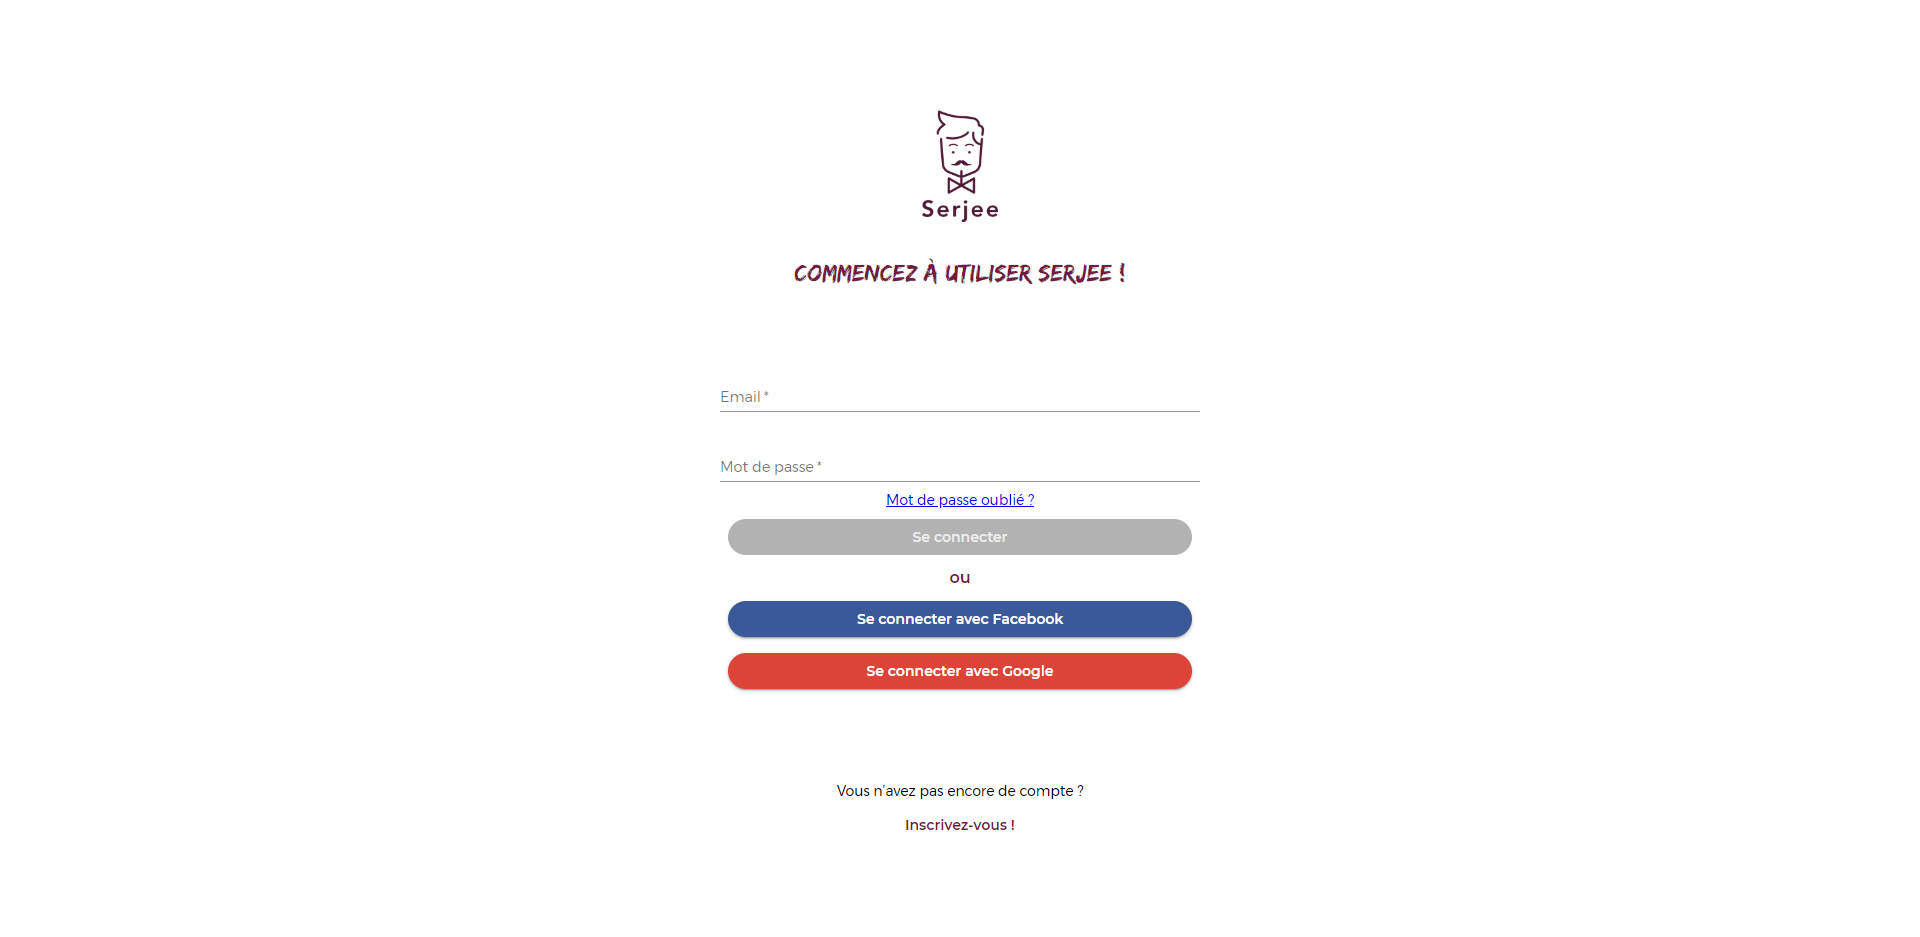 Serjee
COMMENCEZ À UTILISER SERJEE !
Email *
Mot de passe *
Mot de passe oublié ?
Se connecter
ou
Se connecter avec Facebook
Se connecter avec Google
Vous n'avez pas encore de compte ?
Inscrivez-vous !